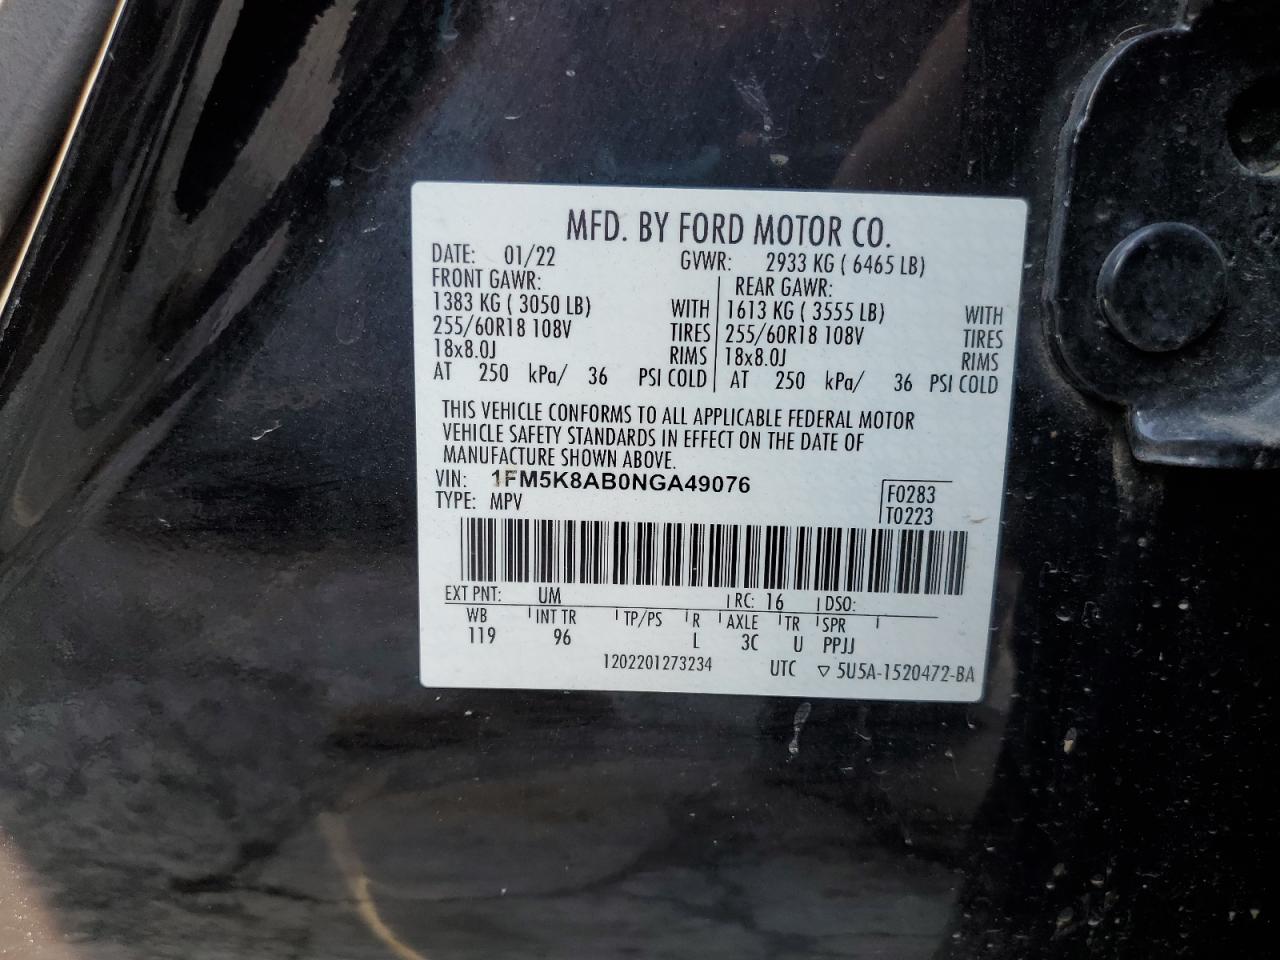 MFD. BY FORD MOTOR CO.
DATE: 01/22 GVWR: 2933 KG ( 6465 LB)
FRONT GAWR: REAR GAWR:
1383 KG ( 3050 LB) WITH 1613 KG ( 3555 LB) WITH
255/60R18 108V TIRES 255/60R18 108V TIRES
18x8.0J RIMS 18x8.0J RIMS
AT 250 kPa/ 36 PSI COLD AT 250 kPa/ 36 PSI COLD
THIS VEHICLE CONFORMS TO ALL APPLICABLE FEDERAL MOTOR
VEHICLE SAFETY STANDARDS IN EFFECT ON THE DATE OF
MANUFACTURE SHOWN ABOVE.
VIN: 1FM5K8AB0NGA49076 F0283
TYPE: MPV T0223
EXT PNT: UM RC: 16 DSO:
WB INT TR TP/PS R AXLE TR SPR
119 96 L 3C U PPJJ
1202201273234 UTC ▽ 5U5A-1520472-BA